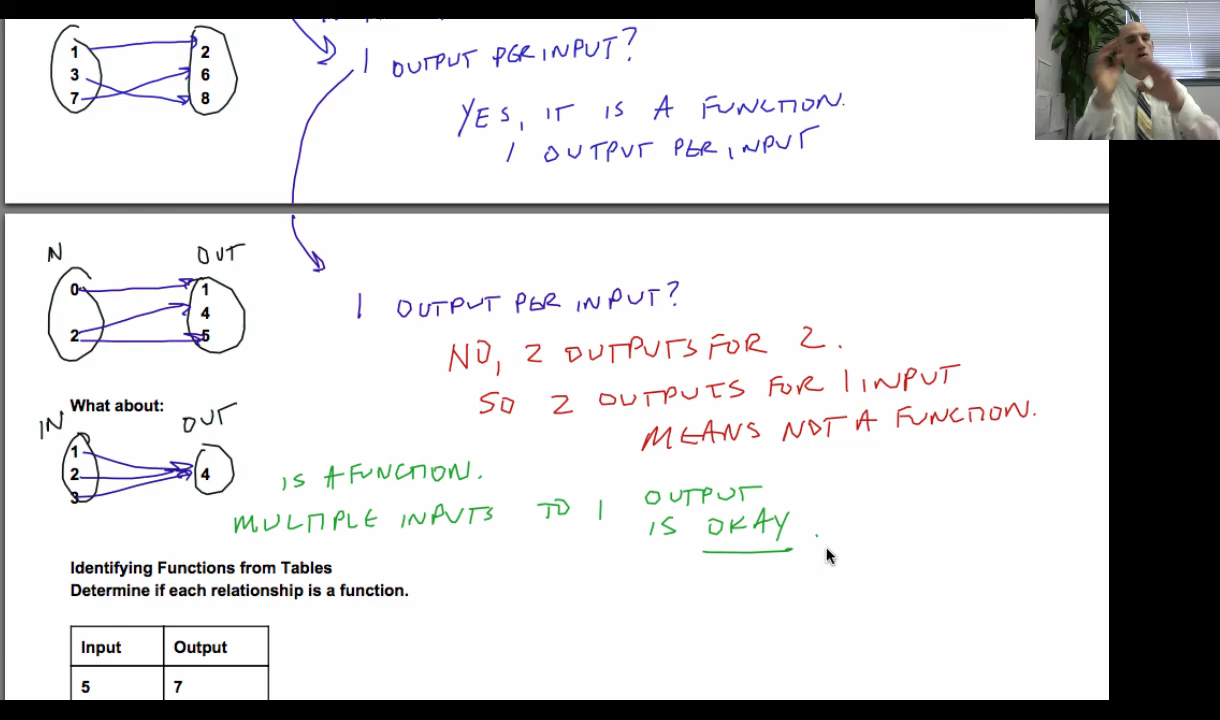 1 OUTPUT PER INPUT?
1 2
3 6
7 8
YES, IT IS A FUNCTION.
1 OUTPUT PER INPUT
IN OUT
0 1
4
2 5
1 OUTPUT PER INPUT?
NO, 2 OUTPUTS FOR 2.
SO 2 OUTPUTS FOR 1 INPUT
MEANS NOT A FUNCTION.
What about:
IN OUT
1
2 4
3
IS A FUNCTION.
MULTIPLE INPUTS TO 1 OUTPUT
IS OKAY.
Identifying Functions from Tables
Determine if each relationship is a function.
Input Output
5 7